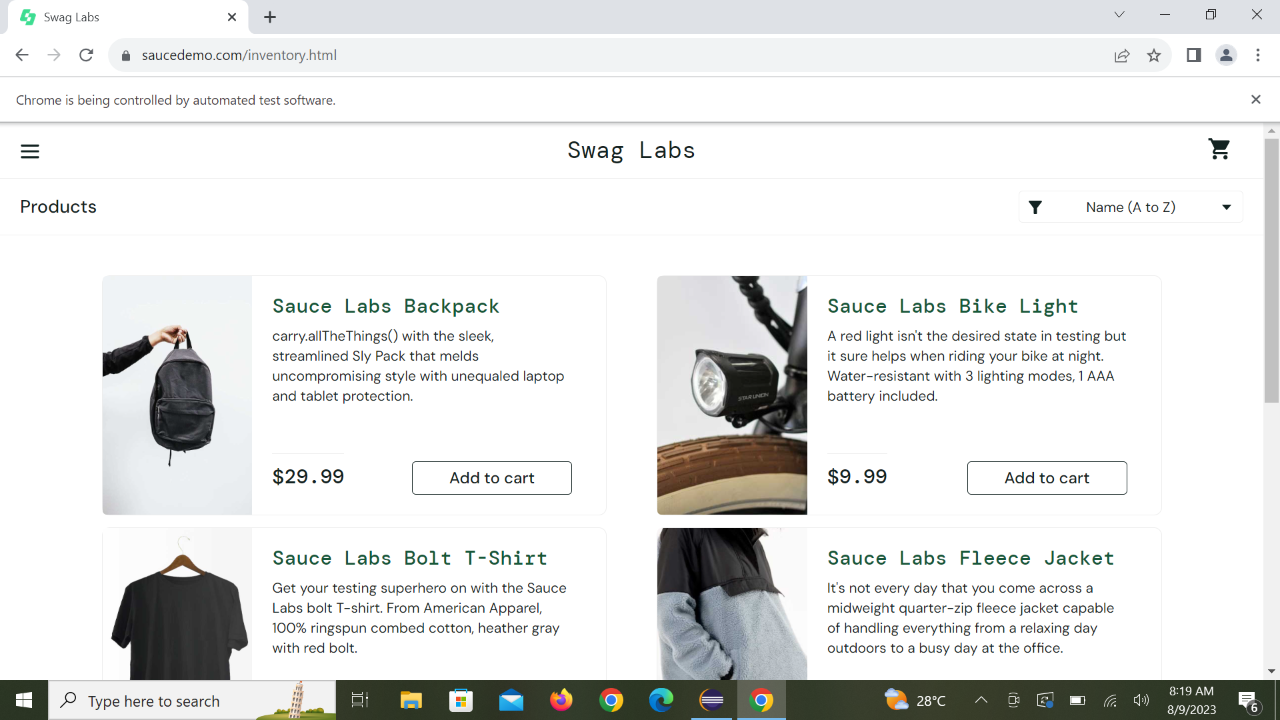 Swag Labs
saucedemo.com/inventory.html
Chrome is being controlled by automated test software.
Swag Labs
Products
Name (A to Z)
Sauce Labs Backpack
carry.allTheThings() with the sleek,
streamlined Sly Pack that melds
uncompromising style with unequaled laptop
and tablet protection.
$29.99
Add to cart
Sauce Labs Bike Light
A red light isn't the desired state in testing but
it sure helps when riding your bike at night.
Water-resistant with 3 lighting modes, 1 AAA
battery included.
$9.99
Add to cart
STAR UNION
Sauce Labs Bolt T-Shirt
Get your testing superhero on with the Sauce
Labs bolt T-shirt. From American Apparel,
100% ringspun combed cotton, heather gray
with red bolt.
Sauce Labs Fleece Jacket
It's not every day that you come across a
midweight quarter-zip fleece jacket capable
of handling everything from a relaxing day
outdoors to a busy day at the office.
Type here to search
28°C
8:19 AM
8/9/2023
6